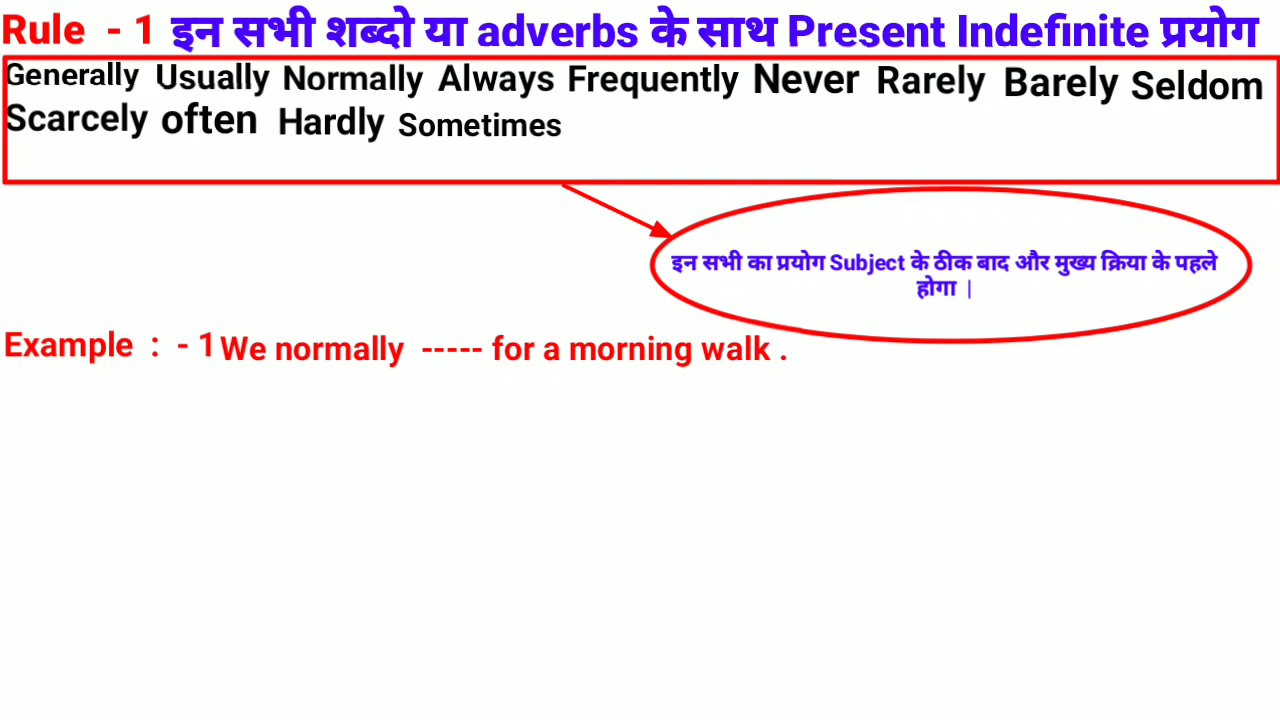 Rule - 1 इन सभी शब्दो या adverbs के साथ Present Indefinite प्रयोग
Generally Usually Normally Always Frequently Never Rarely Barely Seldom
Scarcely often Hardly Sometimes
इन सभी का प्रयोग Subject के ठीक बाद और मुख्य क्रिया के पहले
होगा |
Example : - 1 We normally ----- for a morning walk .